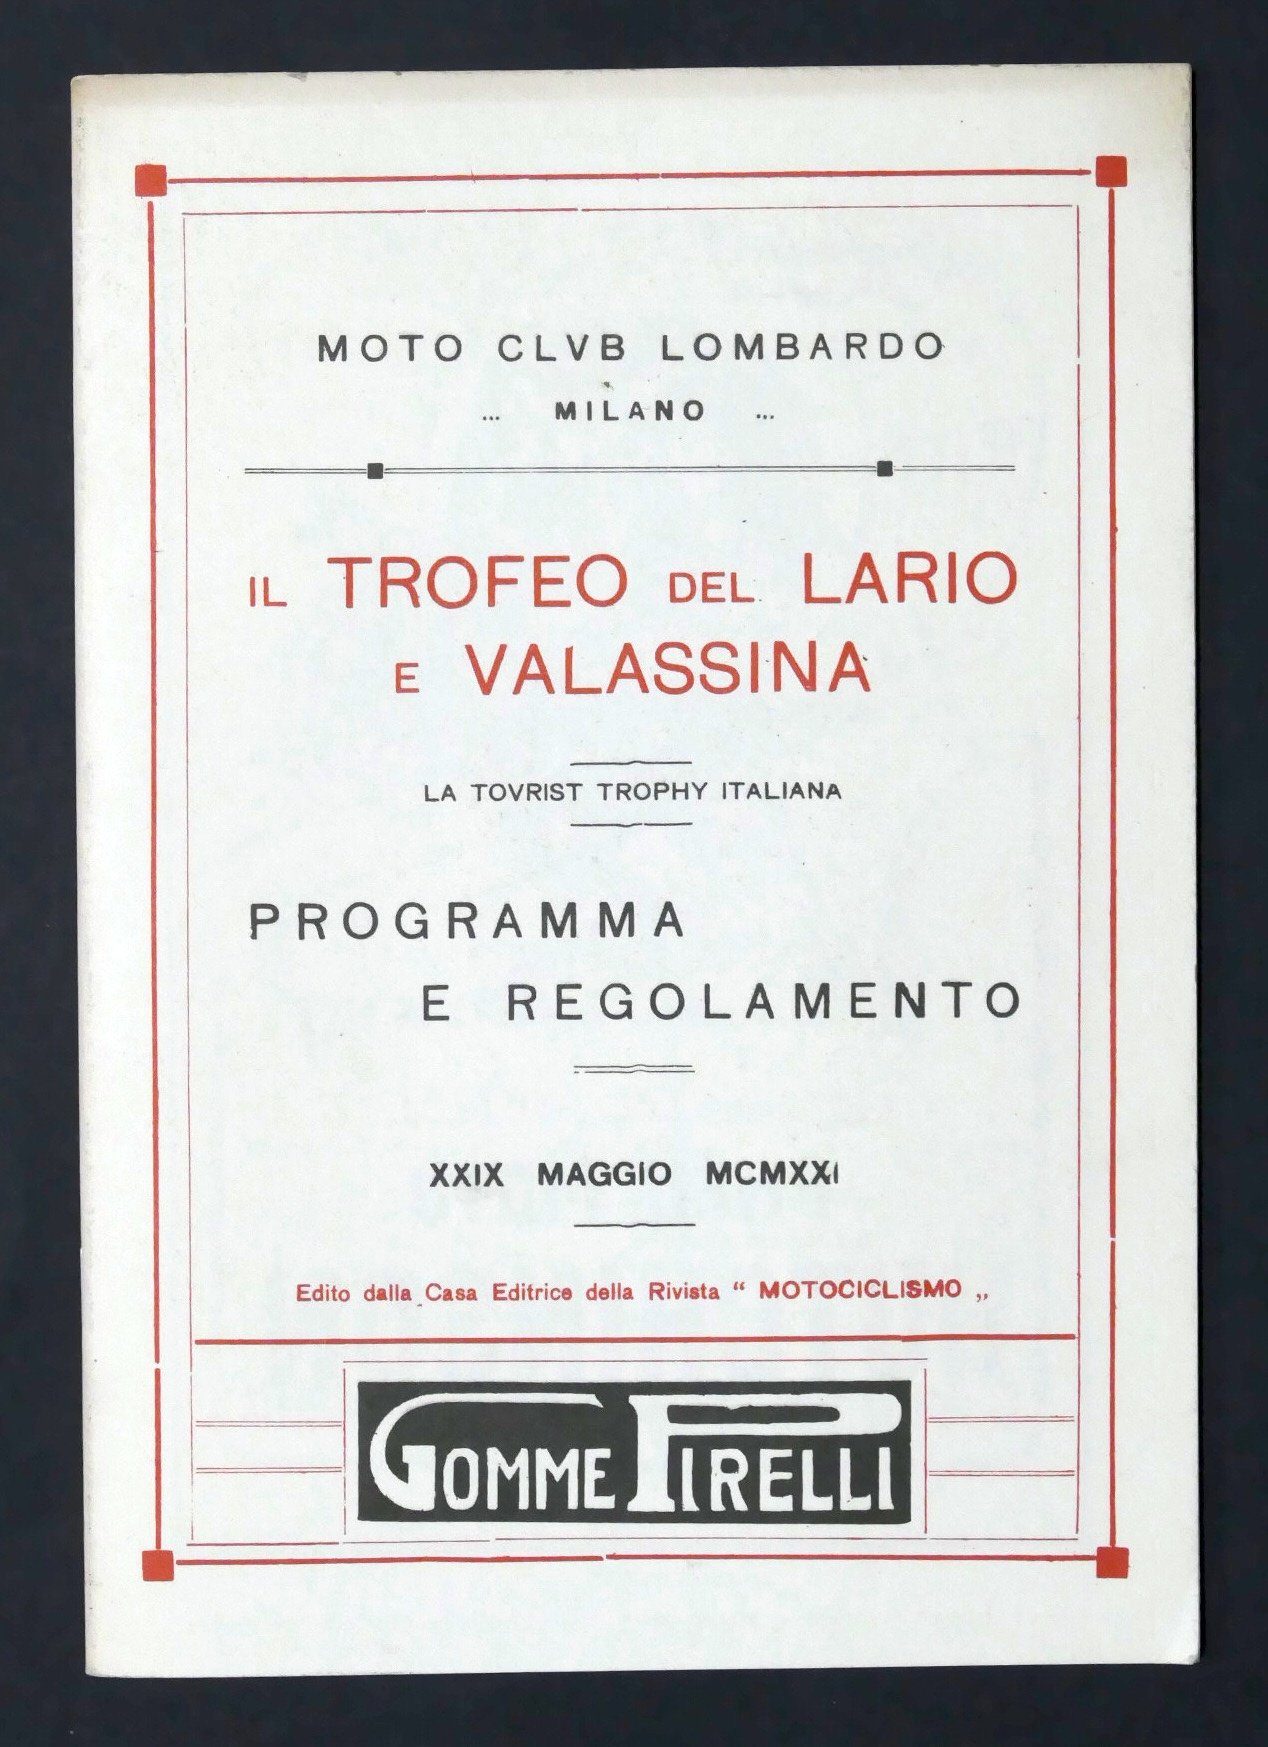 MOTO CLVB LOMBARDO
... MILANO ...
IL TROFEO DEL LARIO
E VALASSINA
LA TOVRIST TROPHY ITALIANA
PROGRAMMA
E REGOLAMENTO
XXIX MAGGIO MCMXXI
Edito dalla Casa Editrice della Rivista “ MOTOCICLISMO „
GOMME PIRELLI